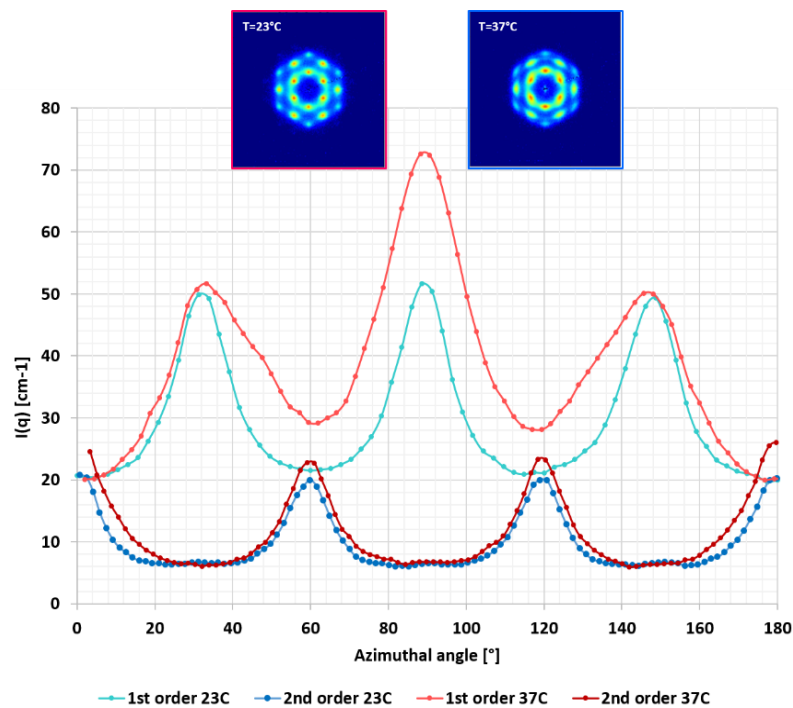 T=23°C
T=37°C
80
70
60
50
40
30
20
10
0
I(q) [cm-1]
0 20 40 60 80 100 120 140 160 180
Azimuthal angle [°]
1st order 23C 2nd order 23C 1st order 37C 2nd order 37C